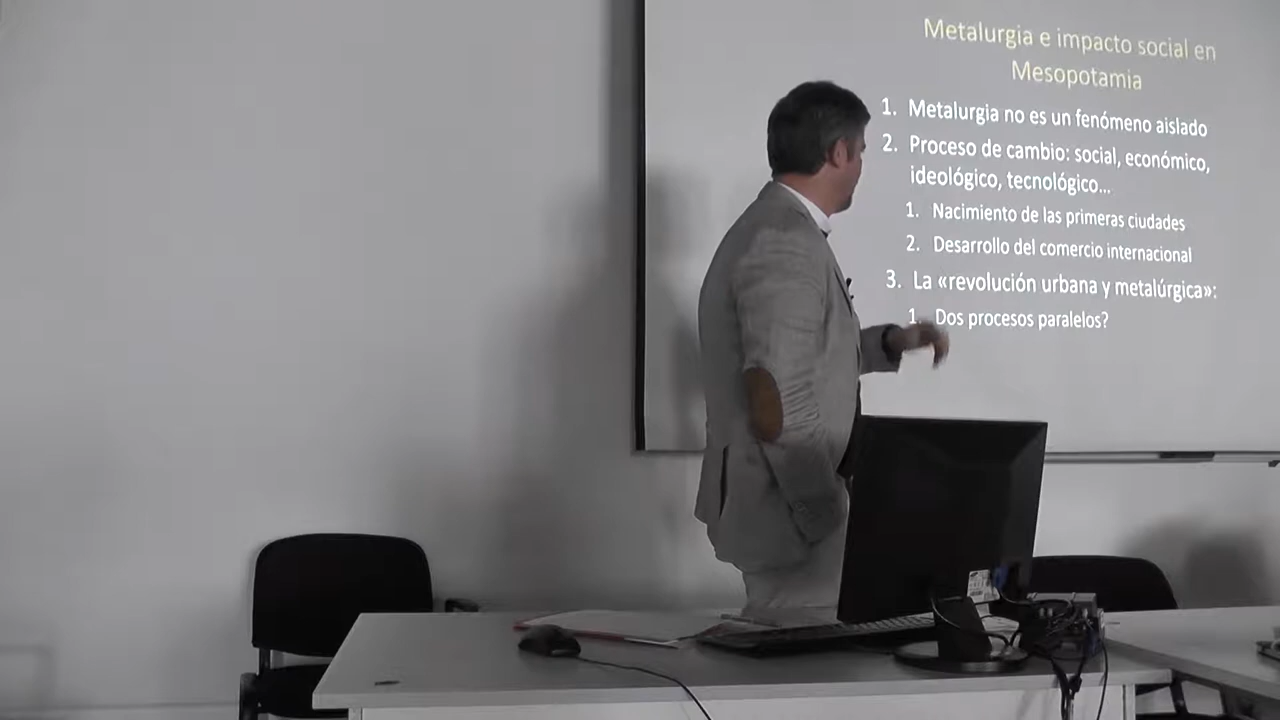 Metalurgia e impacto social en
Mesopotamia
1. Metalurgia no es un fenómeno aislado
2. Proceso de cambio: social, económico,
ideológico, tecnológico...
1. Nacimiento de las primeras ciudades
2. Desarrollo del comercio internacional
3. La «revolución urbana y metalúrgica»:
1. Dos procesos paralelos?